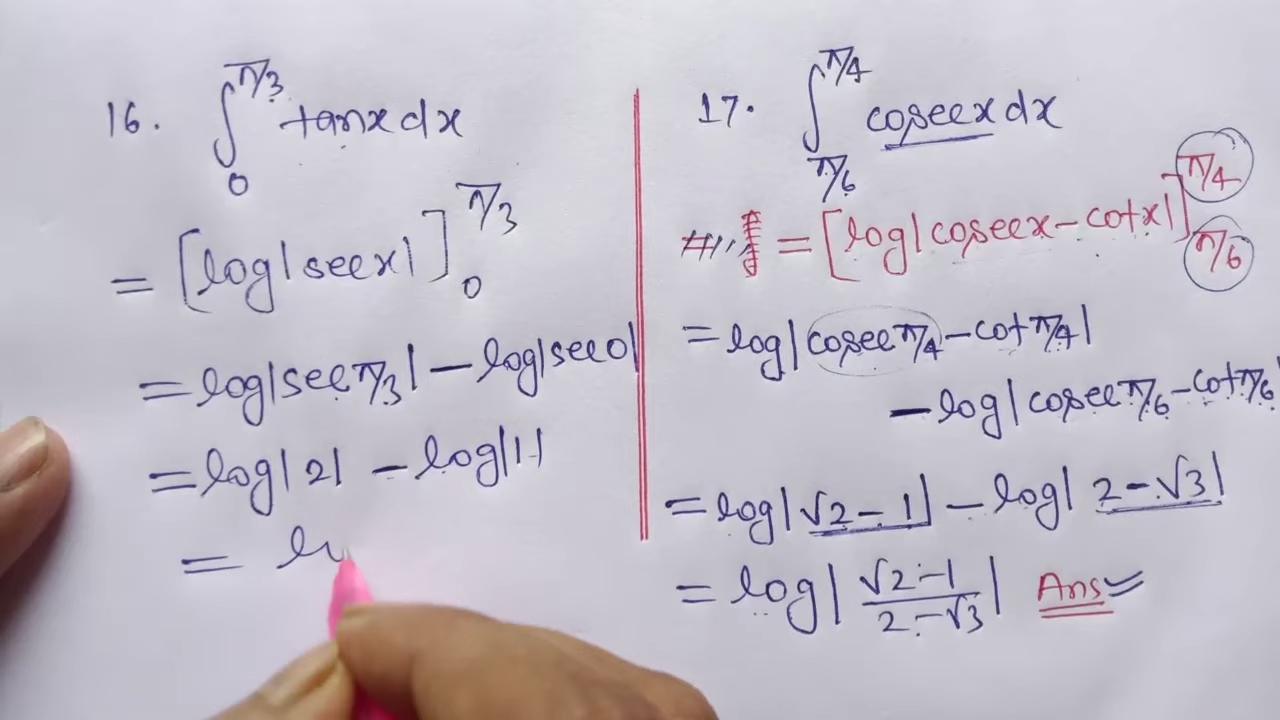 16. ∫₀^π/3 tanx dx
= [log|secx|]₀^π/3
= log|sec π/3| - log|sec0|
= log|2| - log|1|
= lo
17. ∫π/6^π/4 cosecx dx
= [log|cosecx - cotx|]π/6^π/4
= log|cosec π/4 - cot π/4|
- log|cosec π/6 - cot π/6|
= log|√2 - 1| - log|2 - √3|
= log|(√2 - 1)/(2 - √3)| Ans